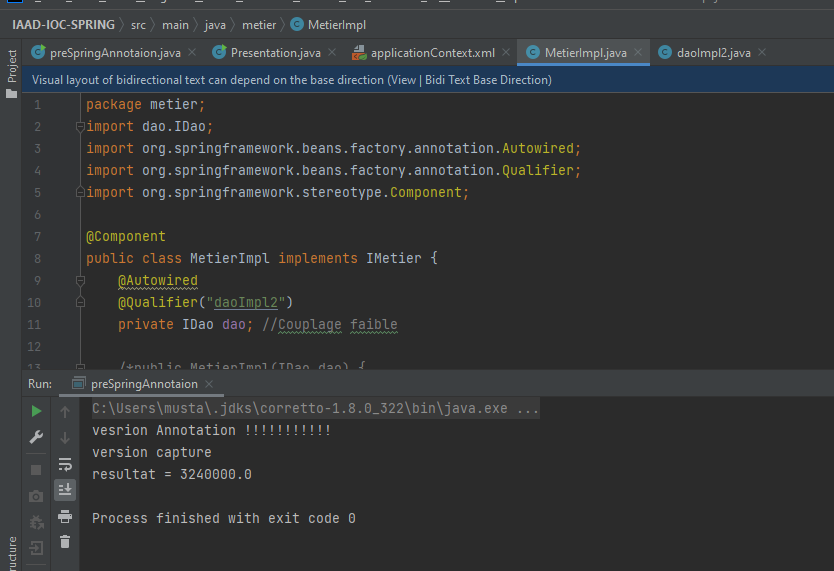 IAAD-IOC-SPRING src main java metier MetierImpl
preSpringAnnotaion.java Presentation.java applicationContext.xml MetierImpl.java daoImpl2.java
Project
Visual layout of bidirectional text can depend on the base direction (View | Bidi Text Base Direction)
1 package metier;
2 import dao.IDao;
3 import org.springframework.beans.factory.annotation.Autowired;
4 import org.springframework.beans.factory.annotation.Qualifier;
5 import org.springframework.stereotype.Component;
6
7 @Component
8 public class MetierImpl implements IMetier {
9 @Autowired
10 @Qualifier("daoImpl2")
11 private IDao dao; //Couplage faible
12
13 /*public MetierImpl(IDao dao) {
Run: preSpringAnnotaion
C:\Users\musta\.jdks\corretto-1.8.0_322\bin\java.exe ...
vesrion Annotation !!!!!!!!!!!
version capture
resultat = 3240000.0
Process finished with exit code 0